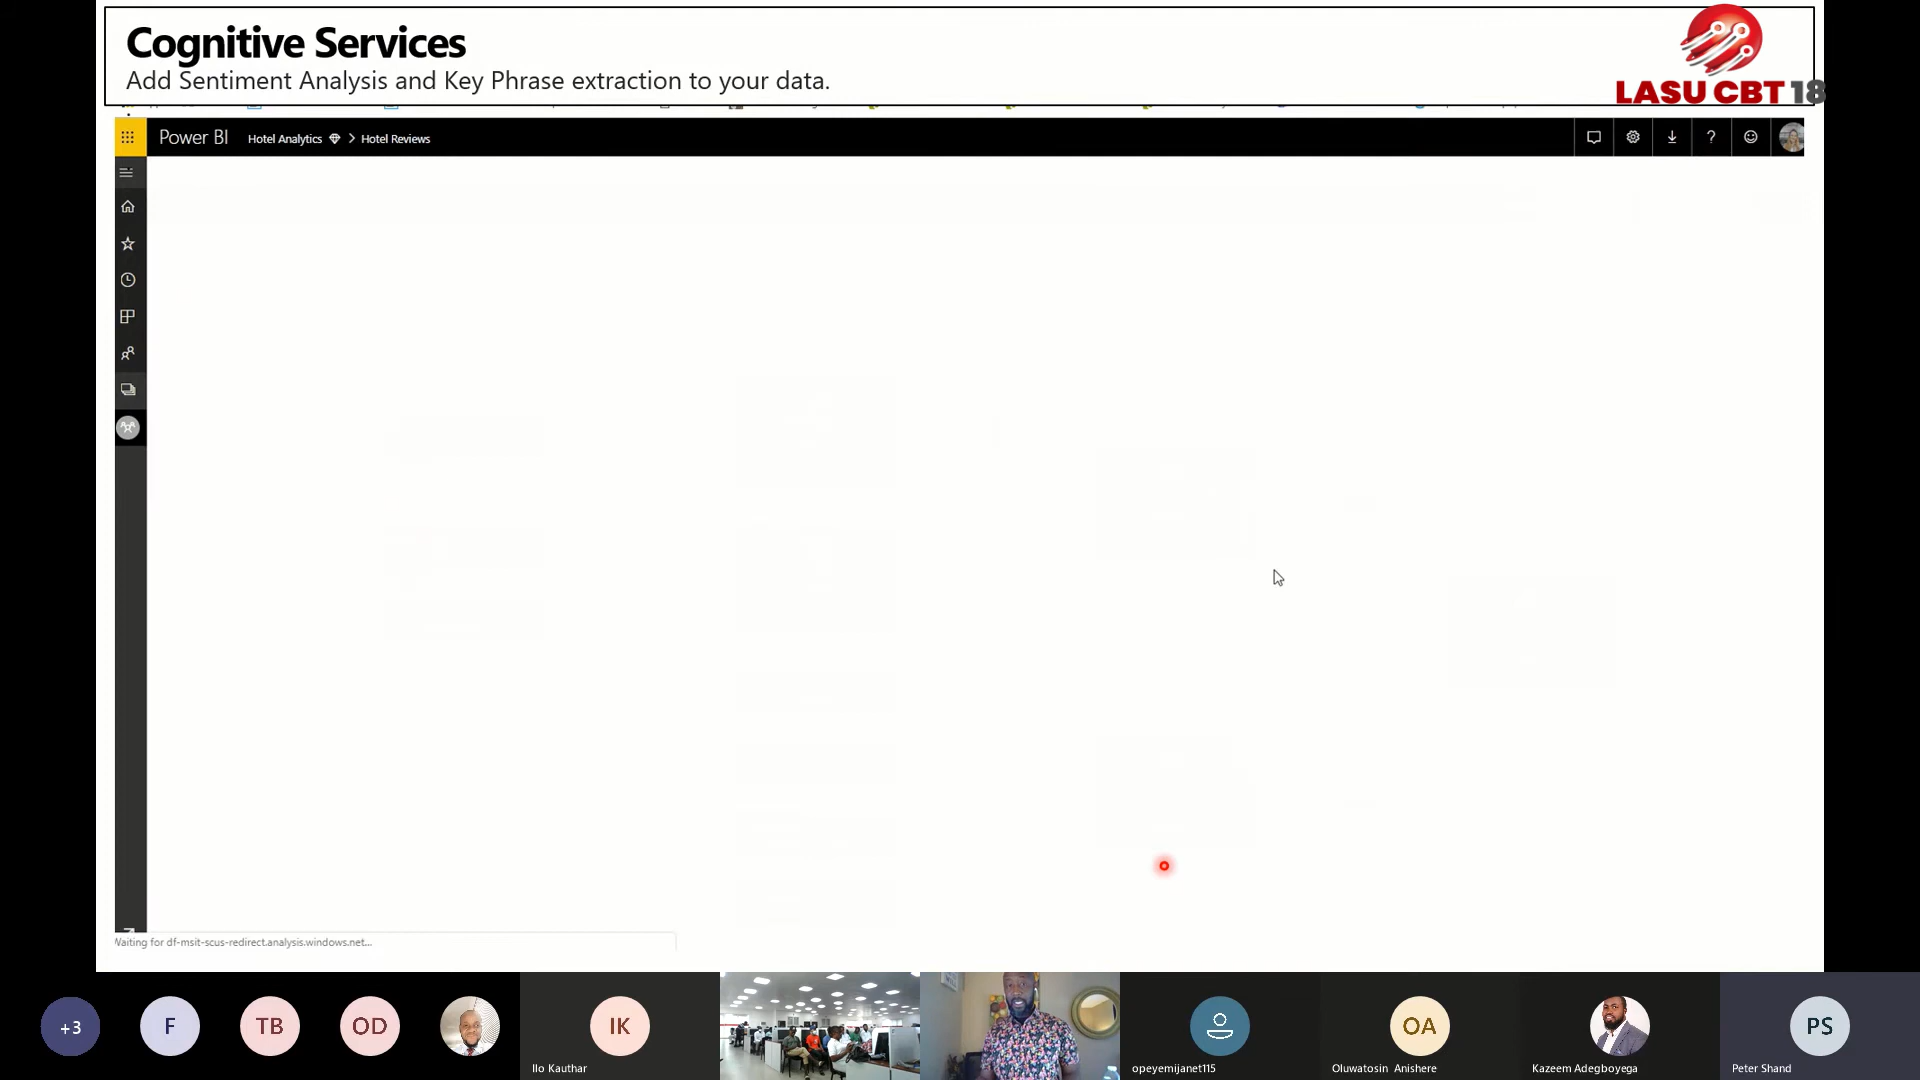 Cognitive Services
Add Sentiment Analysis and Key Phrase extraction to your data.
LASU CBT 18
Power BI Hotel Analytics Hotel Reviews
?
Waiting for df-msit-scus-redirect.analysis.windows.net...
+3
F
TB
OD
IK
OA
PS
Ilo Kauthar
opeyemijanet115
Oluwatosin Anishere
Kazeem Adegboyega
Peter Shand